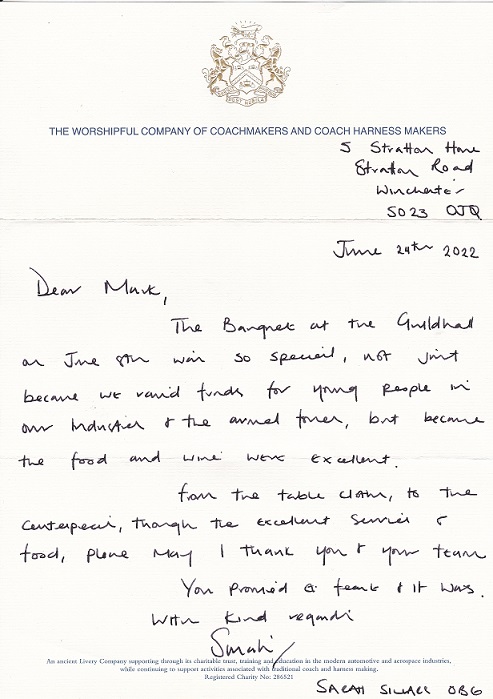 THE WORSHIPFUL COMPANY OF COACHMAKERS AND COACH HARNESS MAKERS
5 Stratton House
Stratton Road
Winchester
SO23 0JQ
June 24th 2022
Dear Mark,
The Banquet at the Guildhall
on June 8th was so special, not just
because we raised funds for young people in
our Industries & the armed forces, but because
the food and wine were excellent.
From the table cloth, to the
centerpiece, through the excellent service &
food, please may I thank you & your team
You promised a feast & it was.
With kind regards
Sarah
An ancient Livery Company supporting through its charitable trust, training and education in the modern automotive and aerospace industries,
while continuing to support activities associated with traditional coach and harness making.
Registered Charity No: 286521
SARAH SILLARS OBE